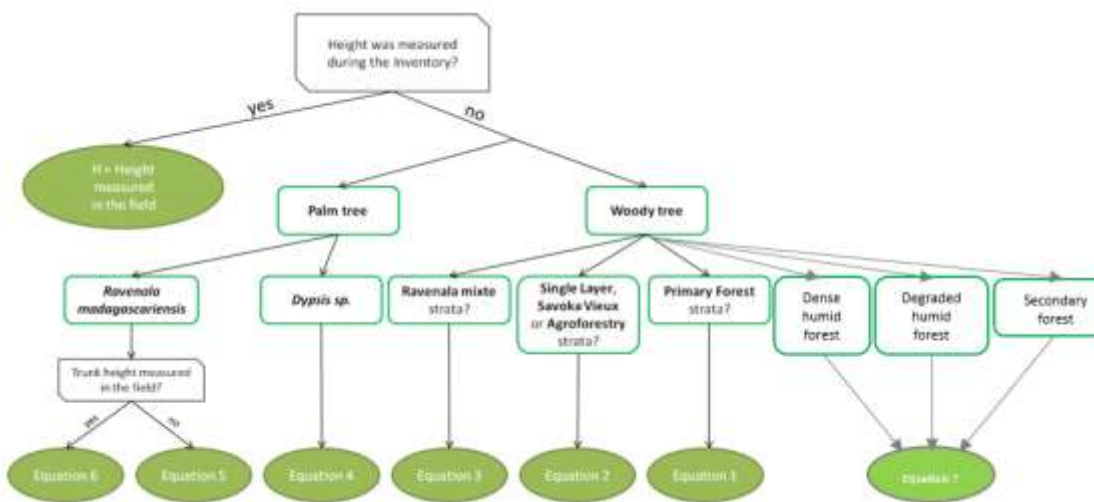 Height was measured
during the Inventory?
yes
no
H = Height
measured
in the field
Palm tree
Woody tree
Ravenala
madagascariensis
Dypsis sp.
Ravenala mixte
strata?
Single Layer,
Savoka Vieux
or Agroforestry
strata?
Primary Forest
strata?
Dense
humid
forest
Degraded
humid
forest
Secondary
forest
Trunk height measured
in the field?
yes
no
Equation 6
Equation 5
Equation 4
Equation 3
Equation 2
Equation 1
Equation 7